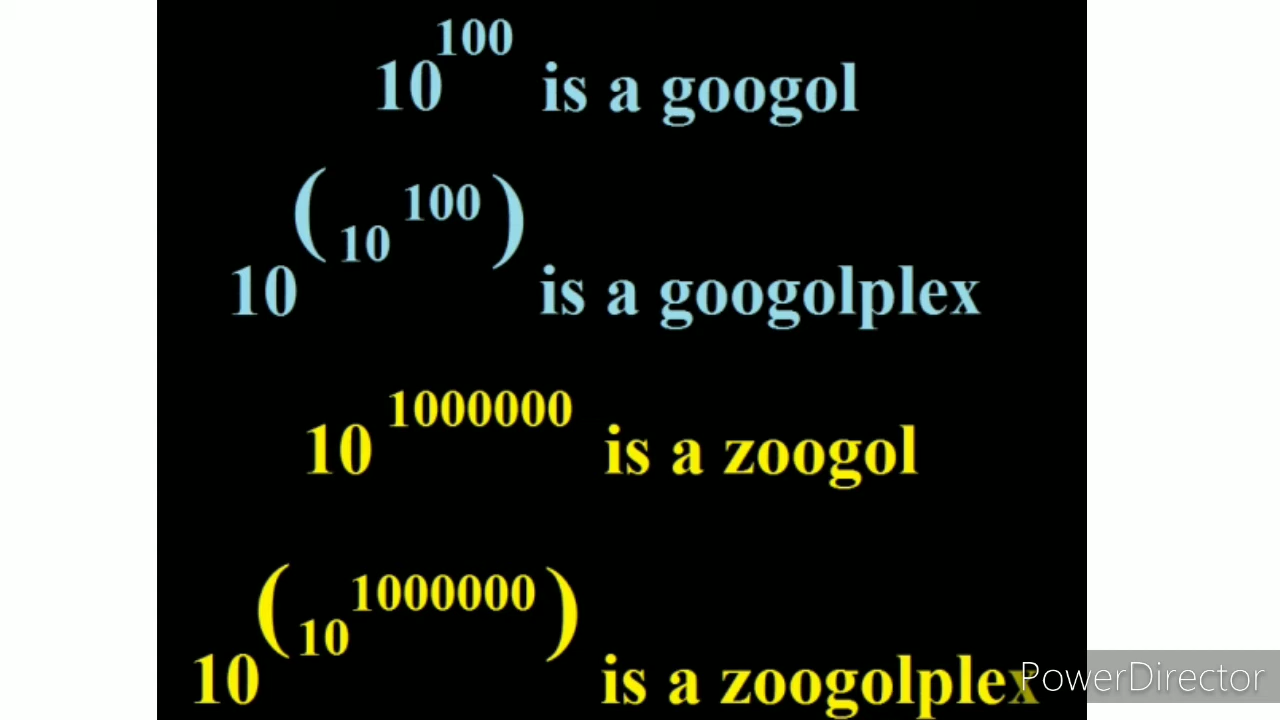 10^100 is a googol
10^(10^100) is a googolplex
10^1000000 is a zoogol
10^(10^1000000) is a zoogolplex
PowerDirector